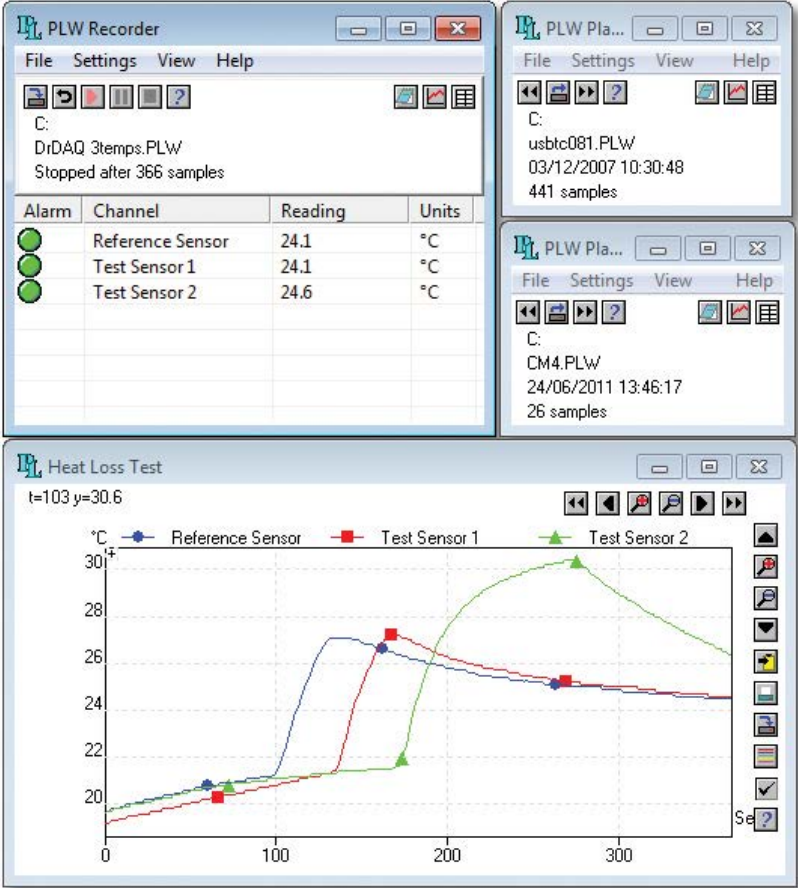 PLW Recorder
File Settings View Help
C:
DrDAQ 3temps.PLW
Stopped after 366 samples
Alarm Channel Reading Units
Reference Sensor 24.1 °C
Test Sensor 1 24.1 °C
Test Sensor 2 24.6 °C
PLW Pla...
File Settings View Help
C:
usbtc081.PLW
03/12/2007 10:30:48
441 samples
PLW Pla...
File Settings View Help
C:
CM4.PLW
24/06/2011 13:46:17
26 samples
Heat Loss Test
t=103 y=30.6
°C Reference Sensor Test Sensor 1 Test Sensor 2
30
28
26
24
22
20
Se
0 100 200 300